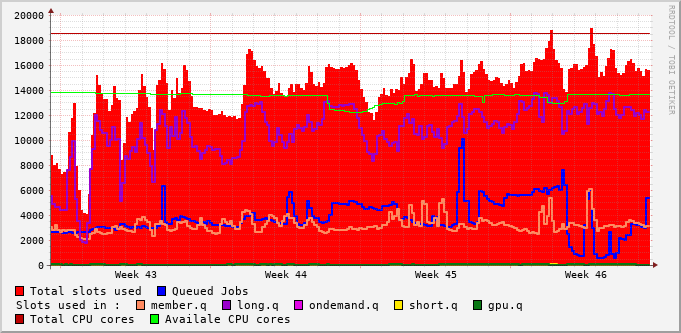 20000
18000
16000
14000
12000
10000
8000
6000
4000
2000
0
Week 43 Week 44 Week 45 Week 46
RRDTOOL / TOBI OETIKER
Total slots used Queued Jobs
Slots used in : member.q long.q ondemand.q short.q gpu.q
Total CPU cores Availale CPU cores